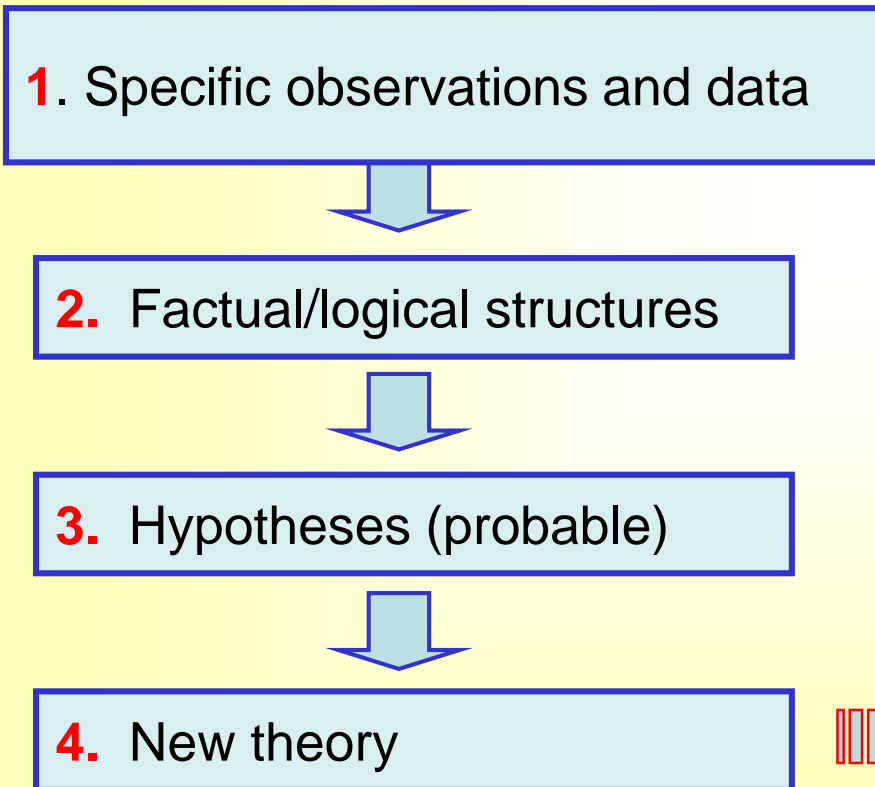 1. Specific observations and data
2. Factual/logical structures
3. Hypotheses (probable)
4. New theory